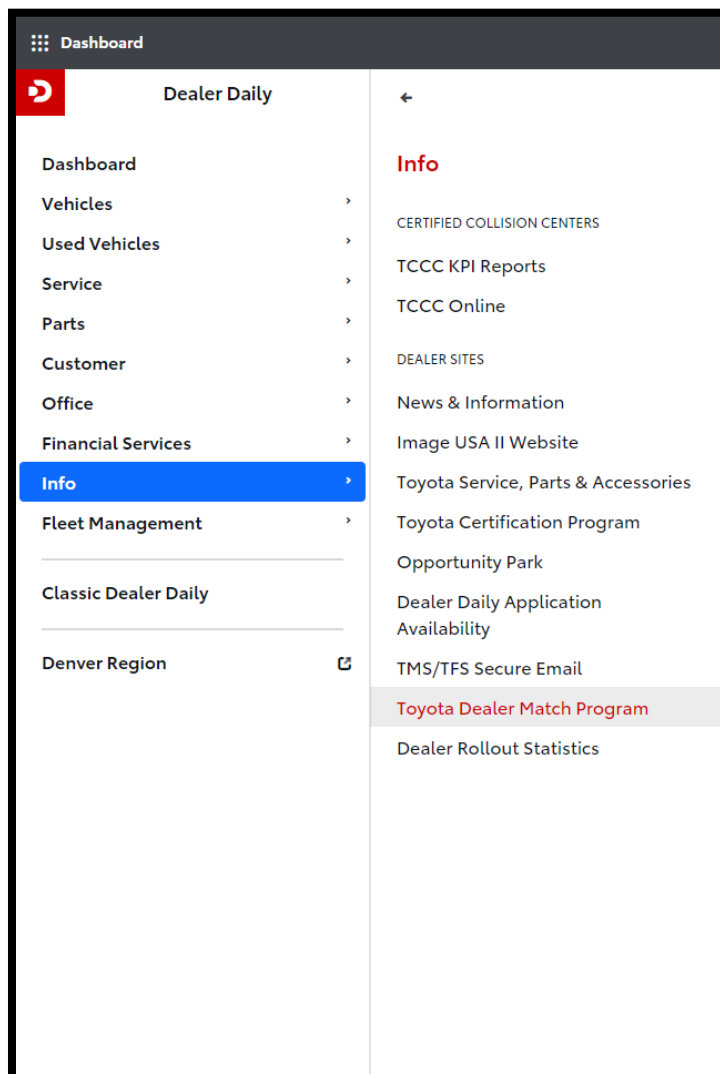 Dashboard
Dealer Daily
Dashboard
Vehicles
Used Vehicles
Service
Parts
Customer
Office
Financial Services
Info
Fleet Management
Classic Dealer Daily
Denver Region
Info
CERTIFIED COLLISION CENTERS
TCCC KPI Reports
TCCC Online
DEALER SITES
News & Information
Image USA II Website
Toyota Service, Parts & Accessories
Toyota Certification Program
Opportunity Park
Dealer Daily Application
Availability
TMS/TFS Secure Email
Toyota Dealer Match Program
Dealer Rollout Statistics